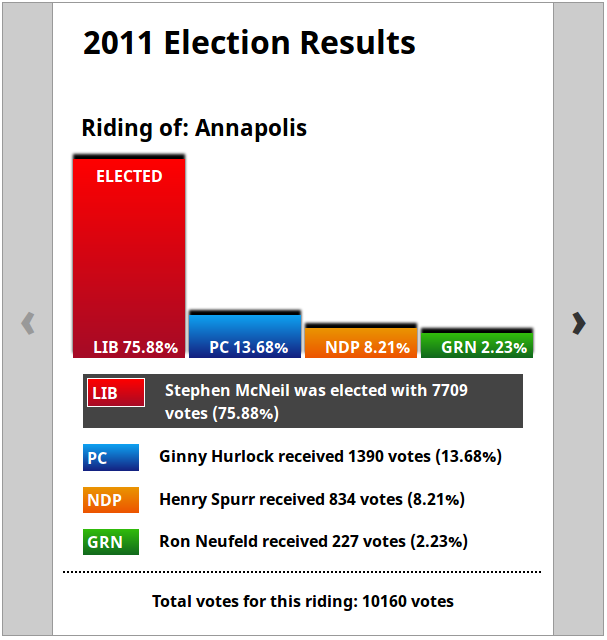 2011 Election Results
Riding of: Annapolis
ELECTED
LIB 75.88% PC 13.68% NDP 8.21% GRN 2.23%
‹ ›
LIB Stephen McNeil was elected with 7709
votes (75.88%)
PC Ginny Hurlock received 1390 votes (13.68%)
NDP Henry Spurr received 834 votes (8.21%)
GRN Ron Neufeld received 227 votes (2.23%)
Total votes for this riding: 10160 votes